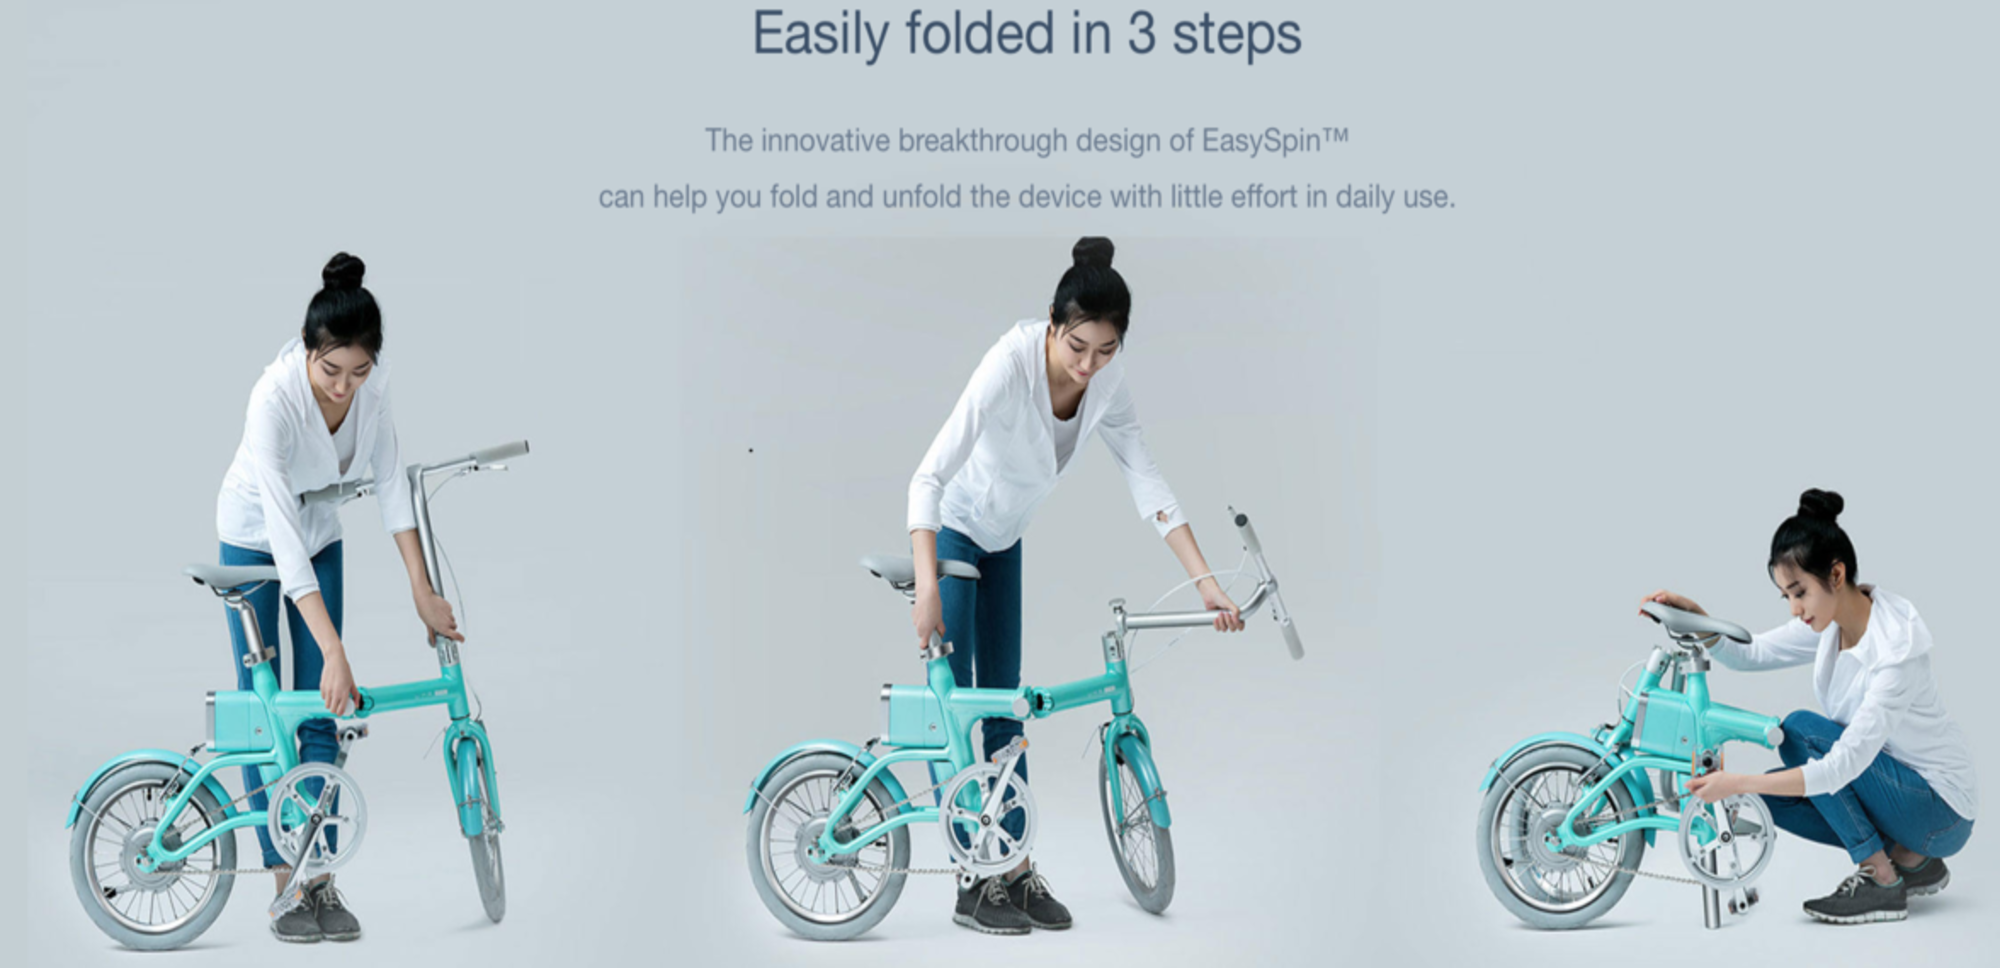 Easily folded in 3 steps
The innovative breakthrough design of EasySpin™
can help you fold and unfold the device with little effort in daily use.